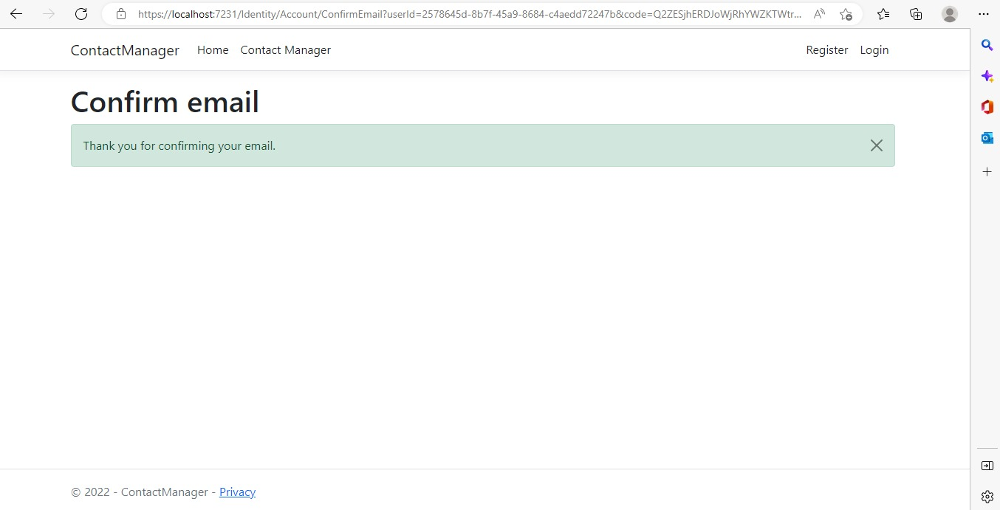 https://localhost:7231/Identity/Account/ConfirmEmail?userId=2578645d-8b7f-45a9-8684-c4aedd72247b&code=Q2ZESjhERDJoWjRhYWZKTWtr...
ContactManager Home Contact Manager Register Login
Confirm email
Thank you for confirming your email.
© 2022 - ContactManager - Privacy